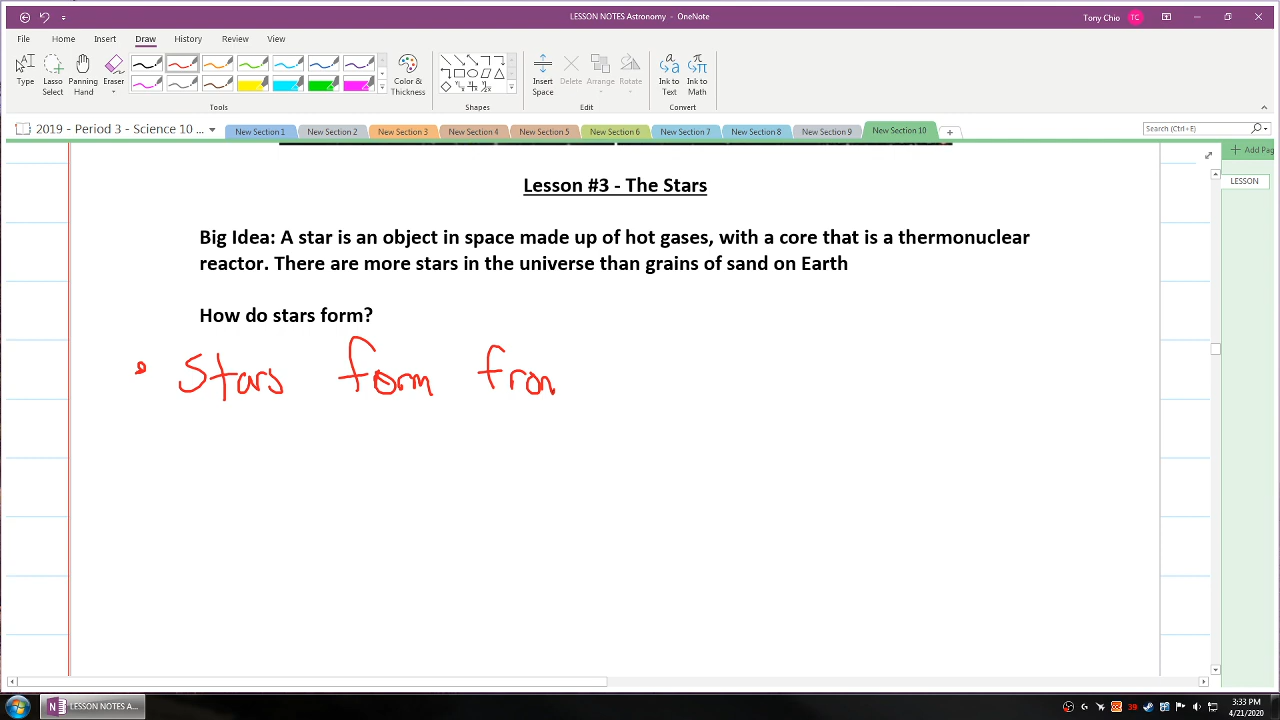 LESSON NOTES Astronomy - OneNote
Tony Chio TC
File Home Insert Draw History Review View
Type Lasso Select Panning Hand Eraser Color & Thickness Insert Space Delete Arrange Rotate Ink to Text Ink to Math
Tools Shapes Edit Convert
2019 - Period 3 - Science 10 ... New Section 1 New Section 2 New Section 3 New Section 4 New Section 5 New Section 6 New Section 7 New Section 8 New Section 9 New Section 10 Search (Ctrl+E)
Add Pag
LESSON
Lesson #3 - The Stars
Big Idea: A star is an object in space made up of hot gases, with a core that is a thermonuclear
reactor. There are more stars in the universe than grains of sand on Earth
How do stars form?
• Stars form fron
LESSON NOTES A... 39 3:33 PM
4/21/2020